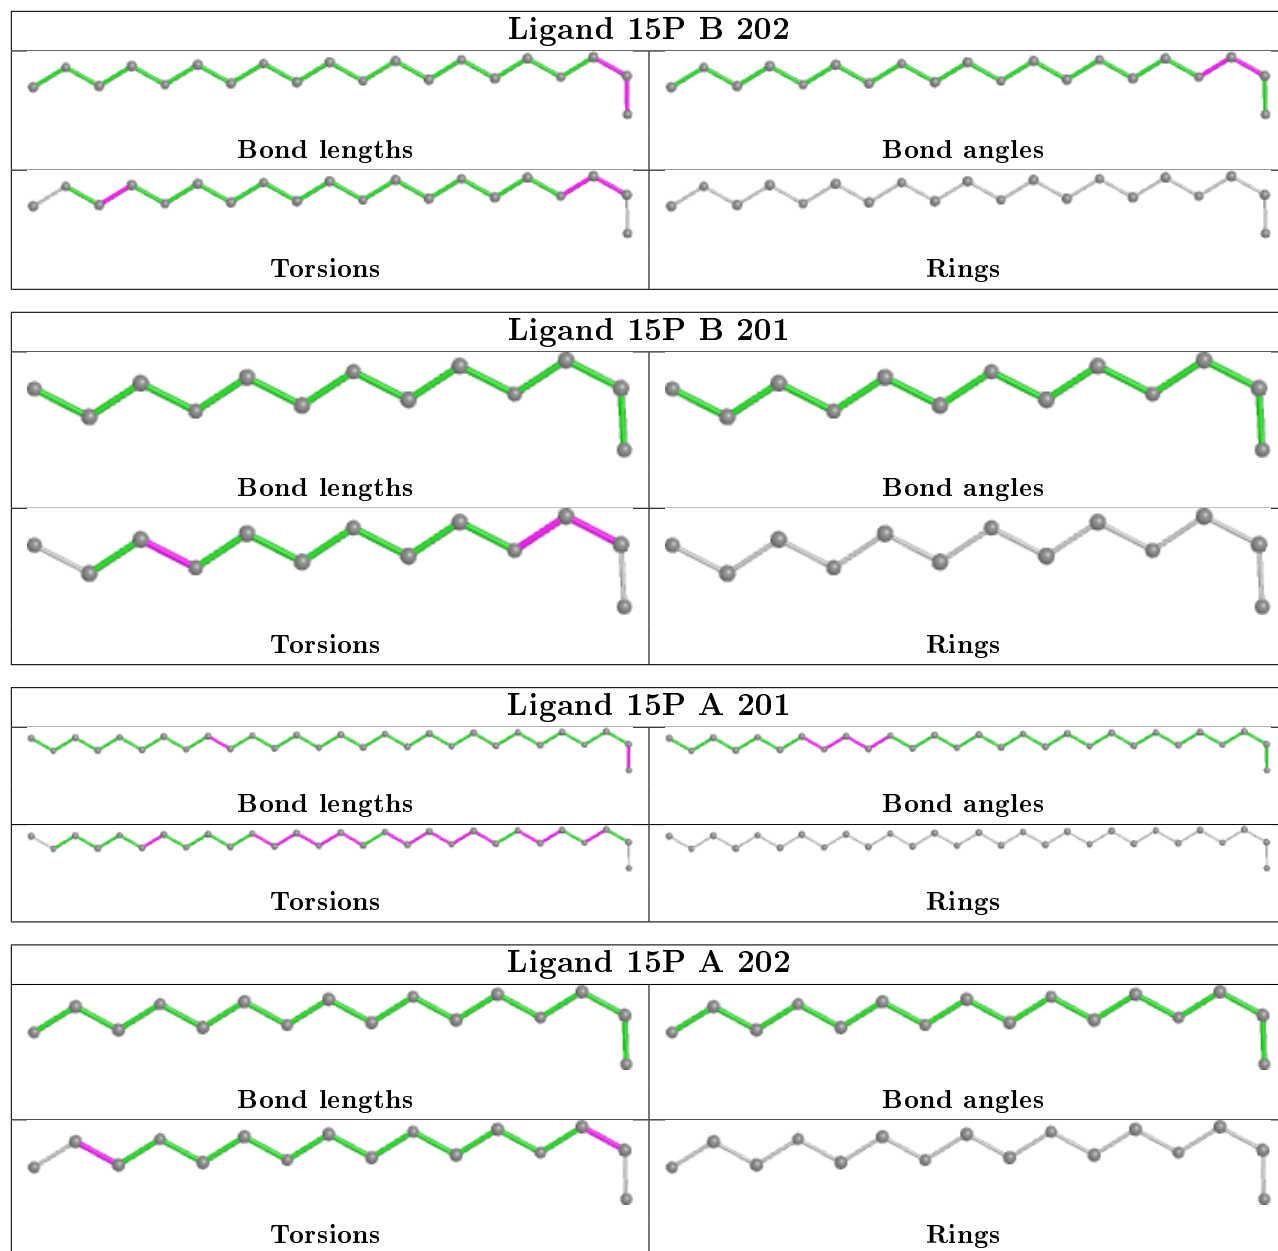 Ligand 15P B 202
Bond lengths
Bond angles
Torsions
Rings
Ligand 15P B 201
Bond lengths
Bond angles
Torsions
Rings
Ligand 15P A 201
Bond lengths
Bond angles
Torsions
Rings
Ligand 15P A 202
Bond lengths
Bond angles
Torsions
Rings